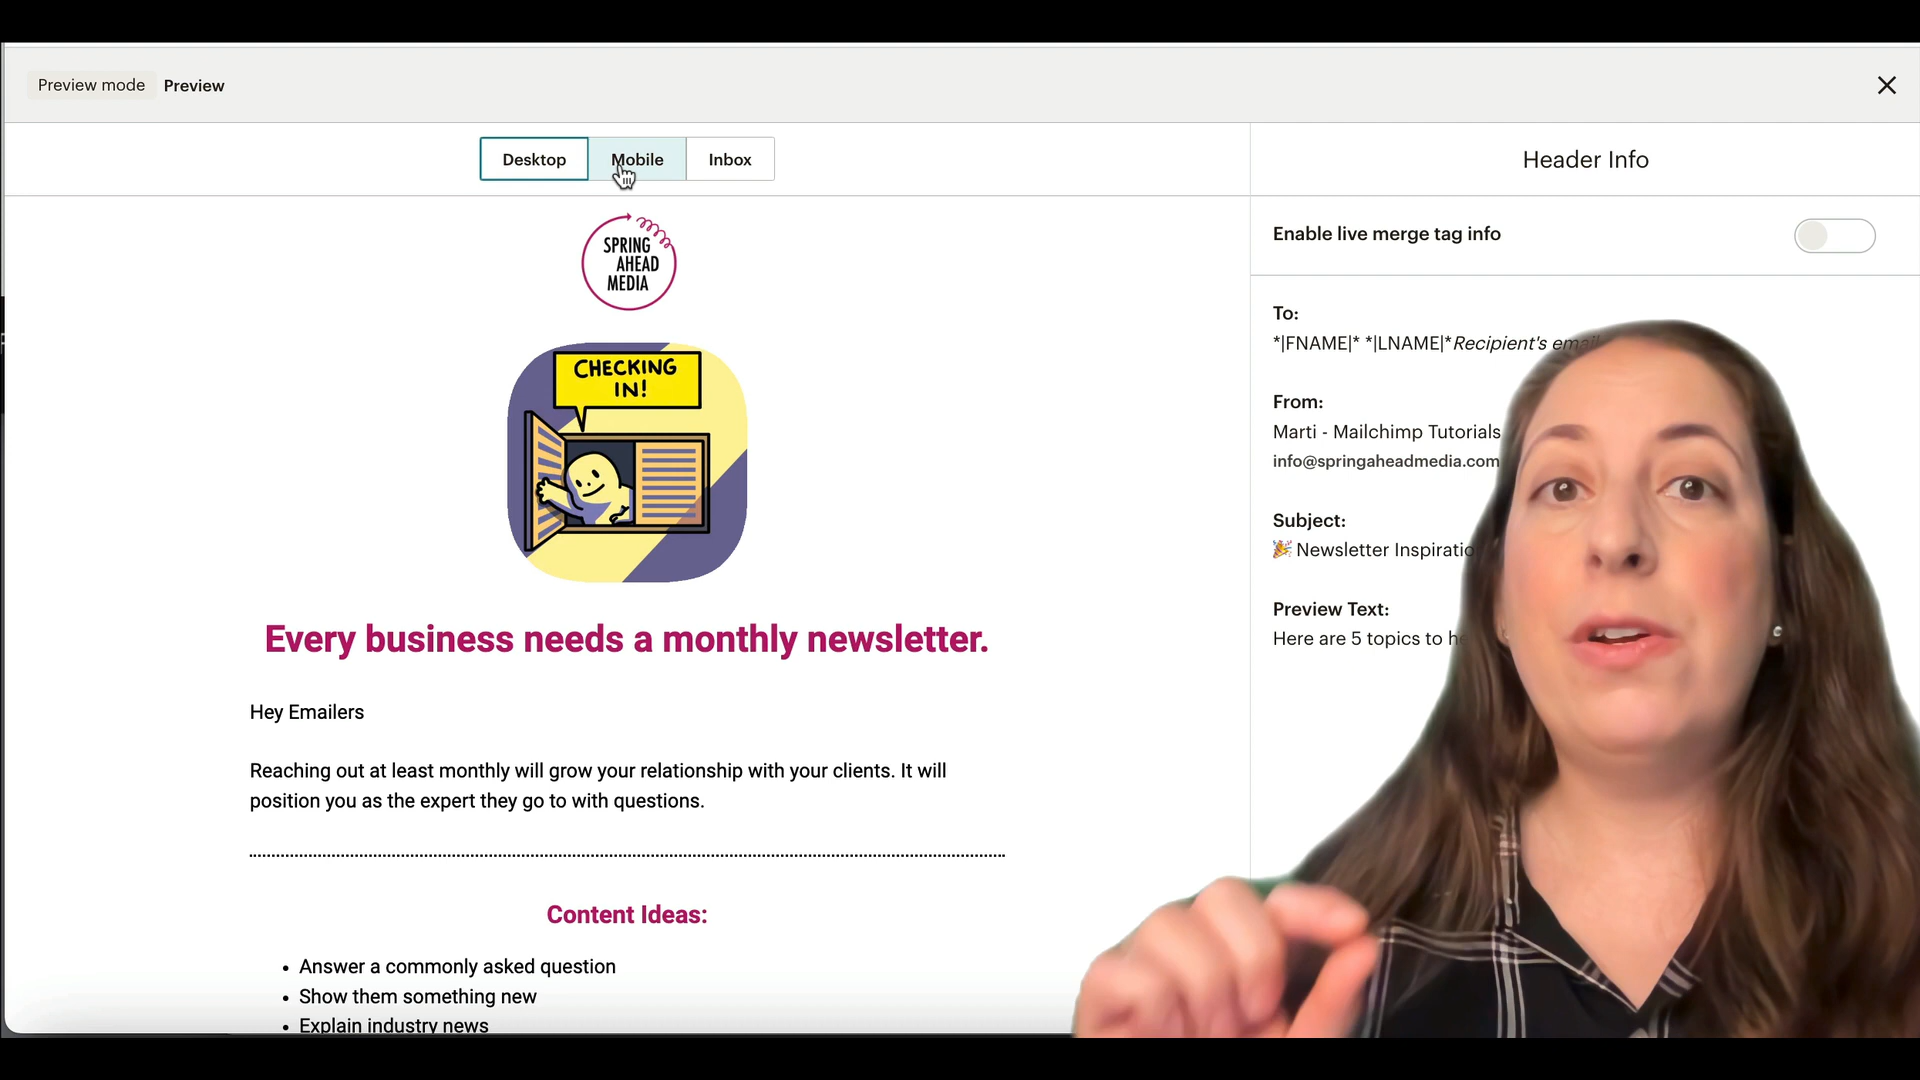 Preview mode Preview
Desktop Mobile Inbox
SPRING
AHEAD
MEDIA
CHECKING
IN!
Every business needs a monthly newsletter.
Hey Emailers
Reaching out at least monthly will grow your relationship with your clients. It will
position you as the expert they go to with questions.
Content Ideas:
• Answer a commonly asked question
• Show them something new
• Explain industry news
Header Info
Enable live merge tag info
To:
*|FNAME|* *|LNAME|*Recipient's email
From:
Marti - Mailchimp Tutorials
info@springaheadmedia.com
Subject:
🎉 Newsletter
Preview Text:
Here are 5 topics to